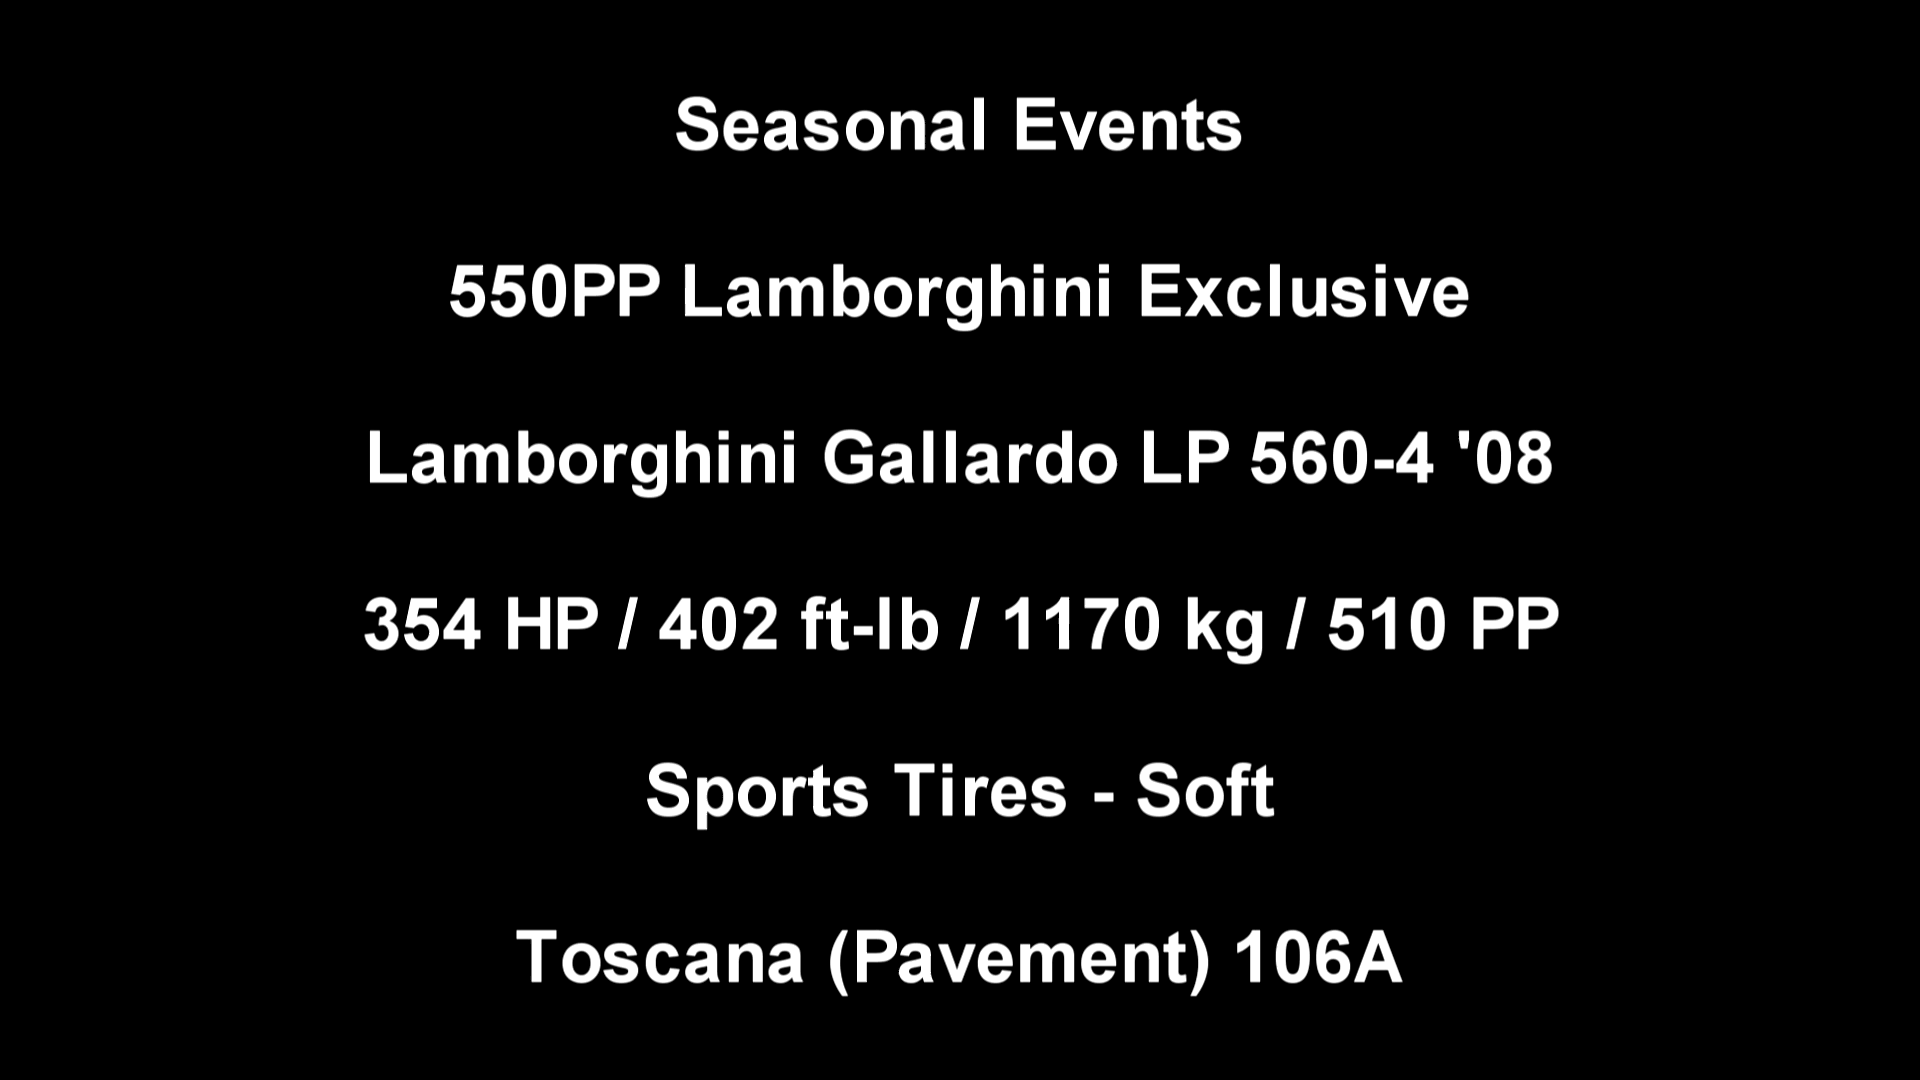 Seasonal Events
550PP Lamborghini Exclusive
Lamborghini Gallardo LP 560-4 '08
354 HP / 402 ft-lb / 1170 kg / 510 PP
Sports Tires - Soft
Toscana (Pavement) 106A